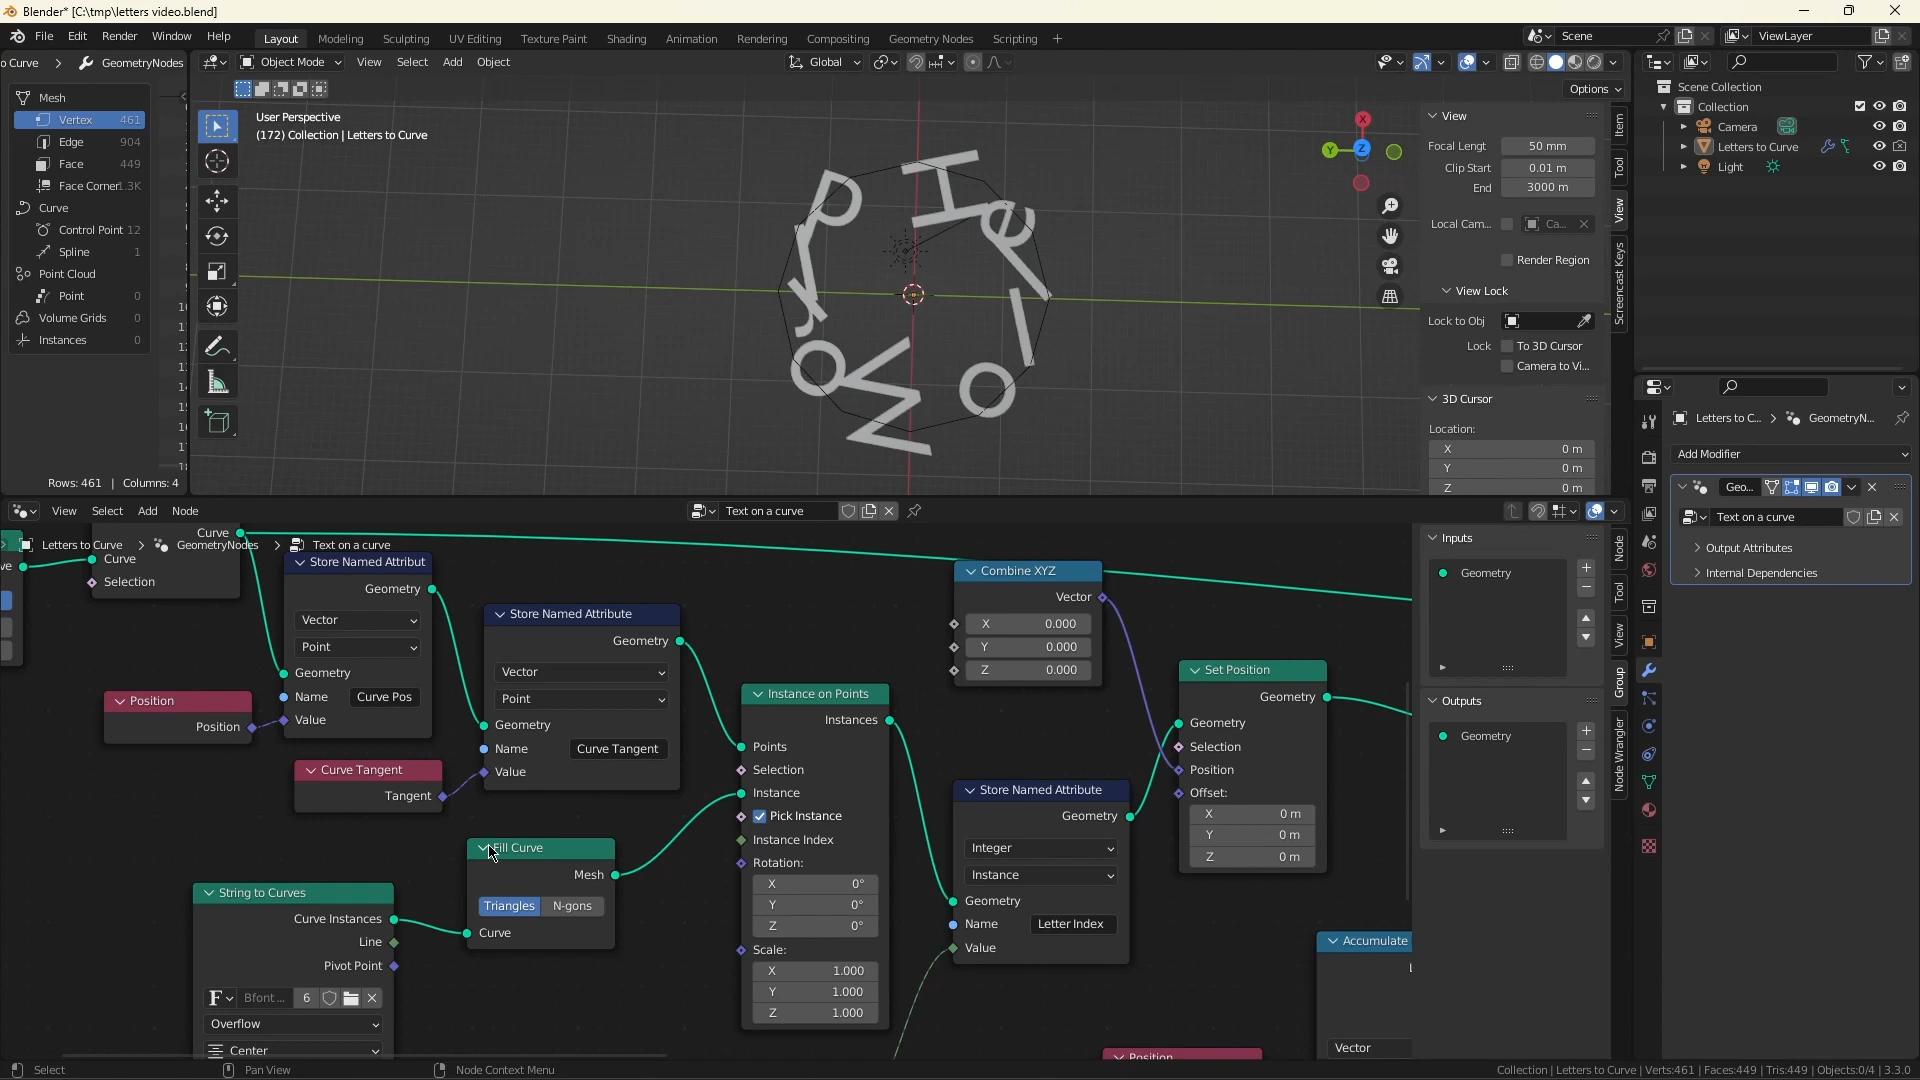 Blender* [C:\tmp\letters video.blend]
File Edit Render Window Help
Layout Modeling Sculpting UV Editing Texture Paint Shading Animation Rendering Compositing Geometry Nodes Scripting
Scene
ViewLayer
o Curve > GeometryNodes
Mesh
Vertex 461
Edge 904
Face 449
Face Corner 1.3K
Curve
Control Point 12
Spline 1
Point Cloud
Point 0
Volume Grids 0
Instances 0
Rows: 461 | Columns: 4
Object Mode View Select Add Object
Global
Options
User Perspective
(172) Collection | Letters to Curve
X
Y
Z
View
Focal Lengt 50 mm
Clip Start 0.01 m
End 3000 m
Local Cam... Ca...
Render Region
View Lock
Lock to Obj
Lock To 3D Cursor
Camera to Vi...
3D Cursor
Location:
X 0 m
Y 0 m
Z 0 m
Item
Tool
View
Screencast Keys
Scene Collection
Collection
Camera
Letters to Curve
Light
Letters to C... > GeometryN...
Add Modifier
Geo...
Text on a curve
Output Attributes
Internal Dependencies
View Select Add Node
Text on a curve
Letters to Curve > GeometryNodes > Text on a curve
ve
Curve
Curve
Selection
Store Named Attribut
Geometry
Vector
Point
Geometry
Name Curve Pos
Value
Position
Position
Curve Tangent
Tangent
Store Named Attribute
Geometry
Vector
Point
Geometry
Name Curve Tangent
Value
Fill Curve
Mesh
Triangles N-gons
Curve
String to Curves
Curve Instances
Line
Pivot Point
Bfont... 6
Overflow
Center
Instance on Points
Instances
Points
Selection
Instance
Pick Instance
Instance Index
Rotation:
X 0°
Y 0°
Z 0°
Scale:
X 1.000
Y 1.000
Z 1.000
Combine XYZ
Vector
X 0.000
Y 0.000
Z 0.000
Store Named Attribute
Geometry
Integer
Instance
Geometry
Name Letter Index
Value
Set Position
Geometry
Geometry
Selection
Position
Offset:
X 0 m
Y 0 m
Z 0 m
Accumulate
Vector
Position
Inputs
Geometry
Outputs
Geometry
Node
Tool
View
Group
Node Wrangler
Select Pan View Node Context Menu
Collection | Letters to Curve | Verts:461 | Faces:449 | Tris:449 | Objects:0/4 | 3.3.0